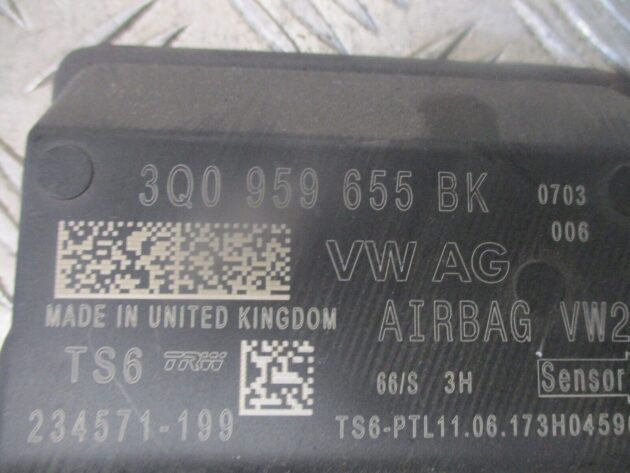 3Q0 959 655 BK 0703
006
VW AG
MADE IN UNITED KINGDOM
AIRBAG VW2
TS6 TRW
66/S 3H Sensor
234571-199
TS6-PTL11.06.173H0459